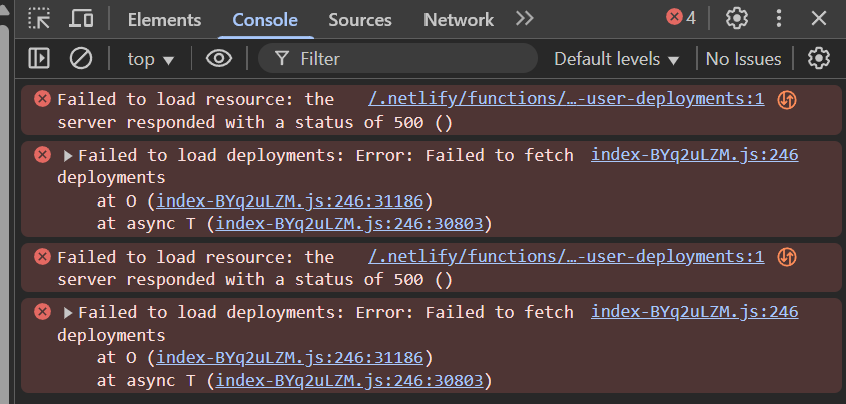 Elements Console Sources Network 4
top Filter Default levels No Issues
Failed to load resource: the /.netlify/functions/…-user-deployments:1
server responded with a status of 500 ()
Failed to load deployments: Error: Failed to fetch index-BYq2uLZM.js:246
deployments
at O (index-BYq2uLZM.js:246:31186)
at async T (index-BYq2uLZM.js:246:30803)
Failed to load resource: the /.netlify/functions/…-user-deployments:1
server responded with a status of 500 ()
Failed to load deployments: Error: Failed to fetch index-BYq2uLZM.js:246
deployments
at O (index-BYq2uLZM.js:246:31186)
at async T (index-BYq2uLZM.js:246:30803)